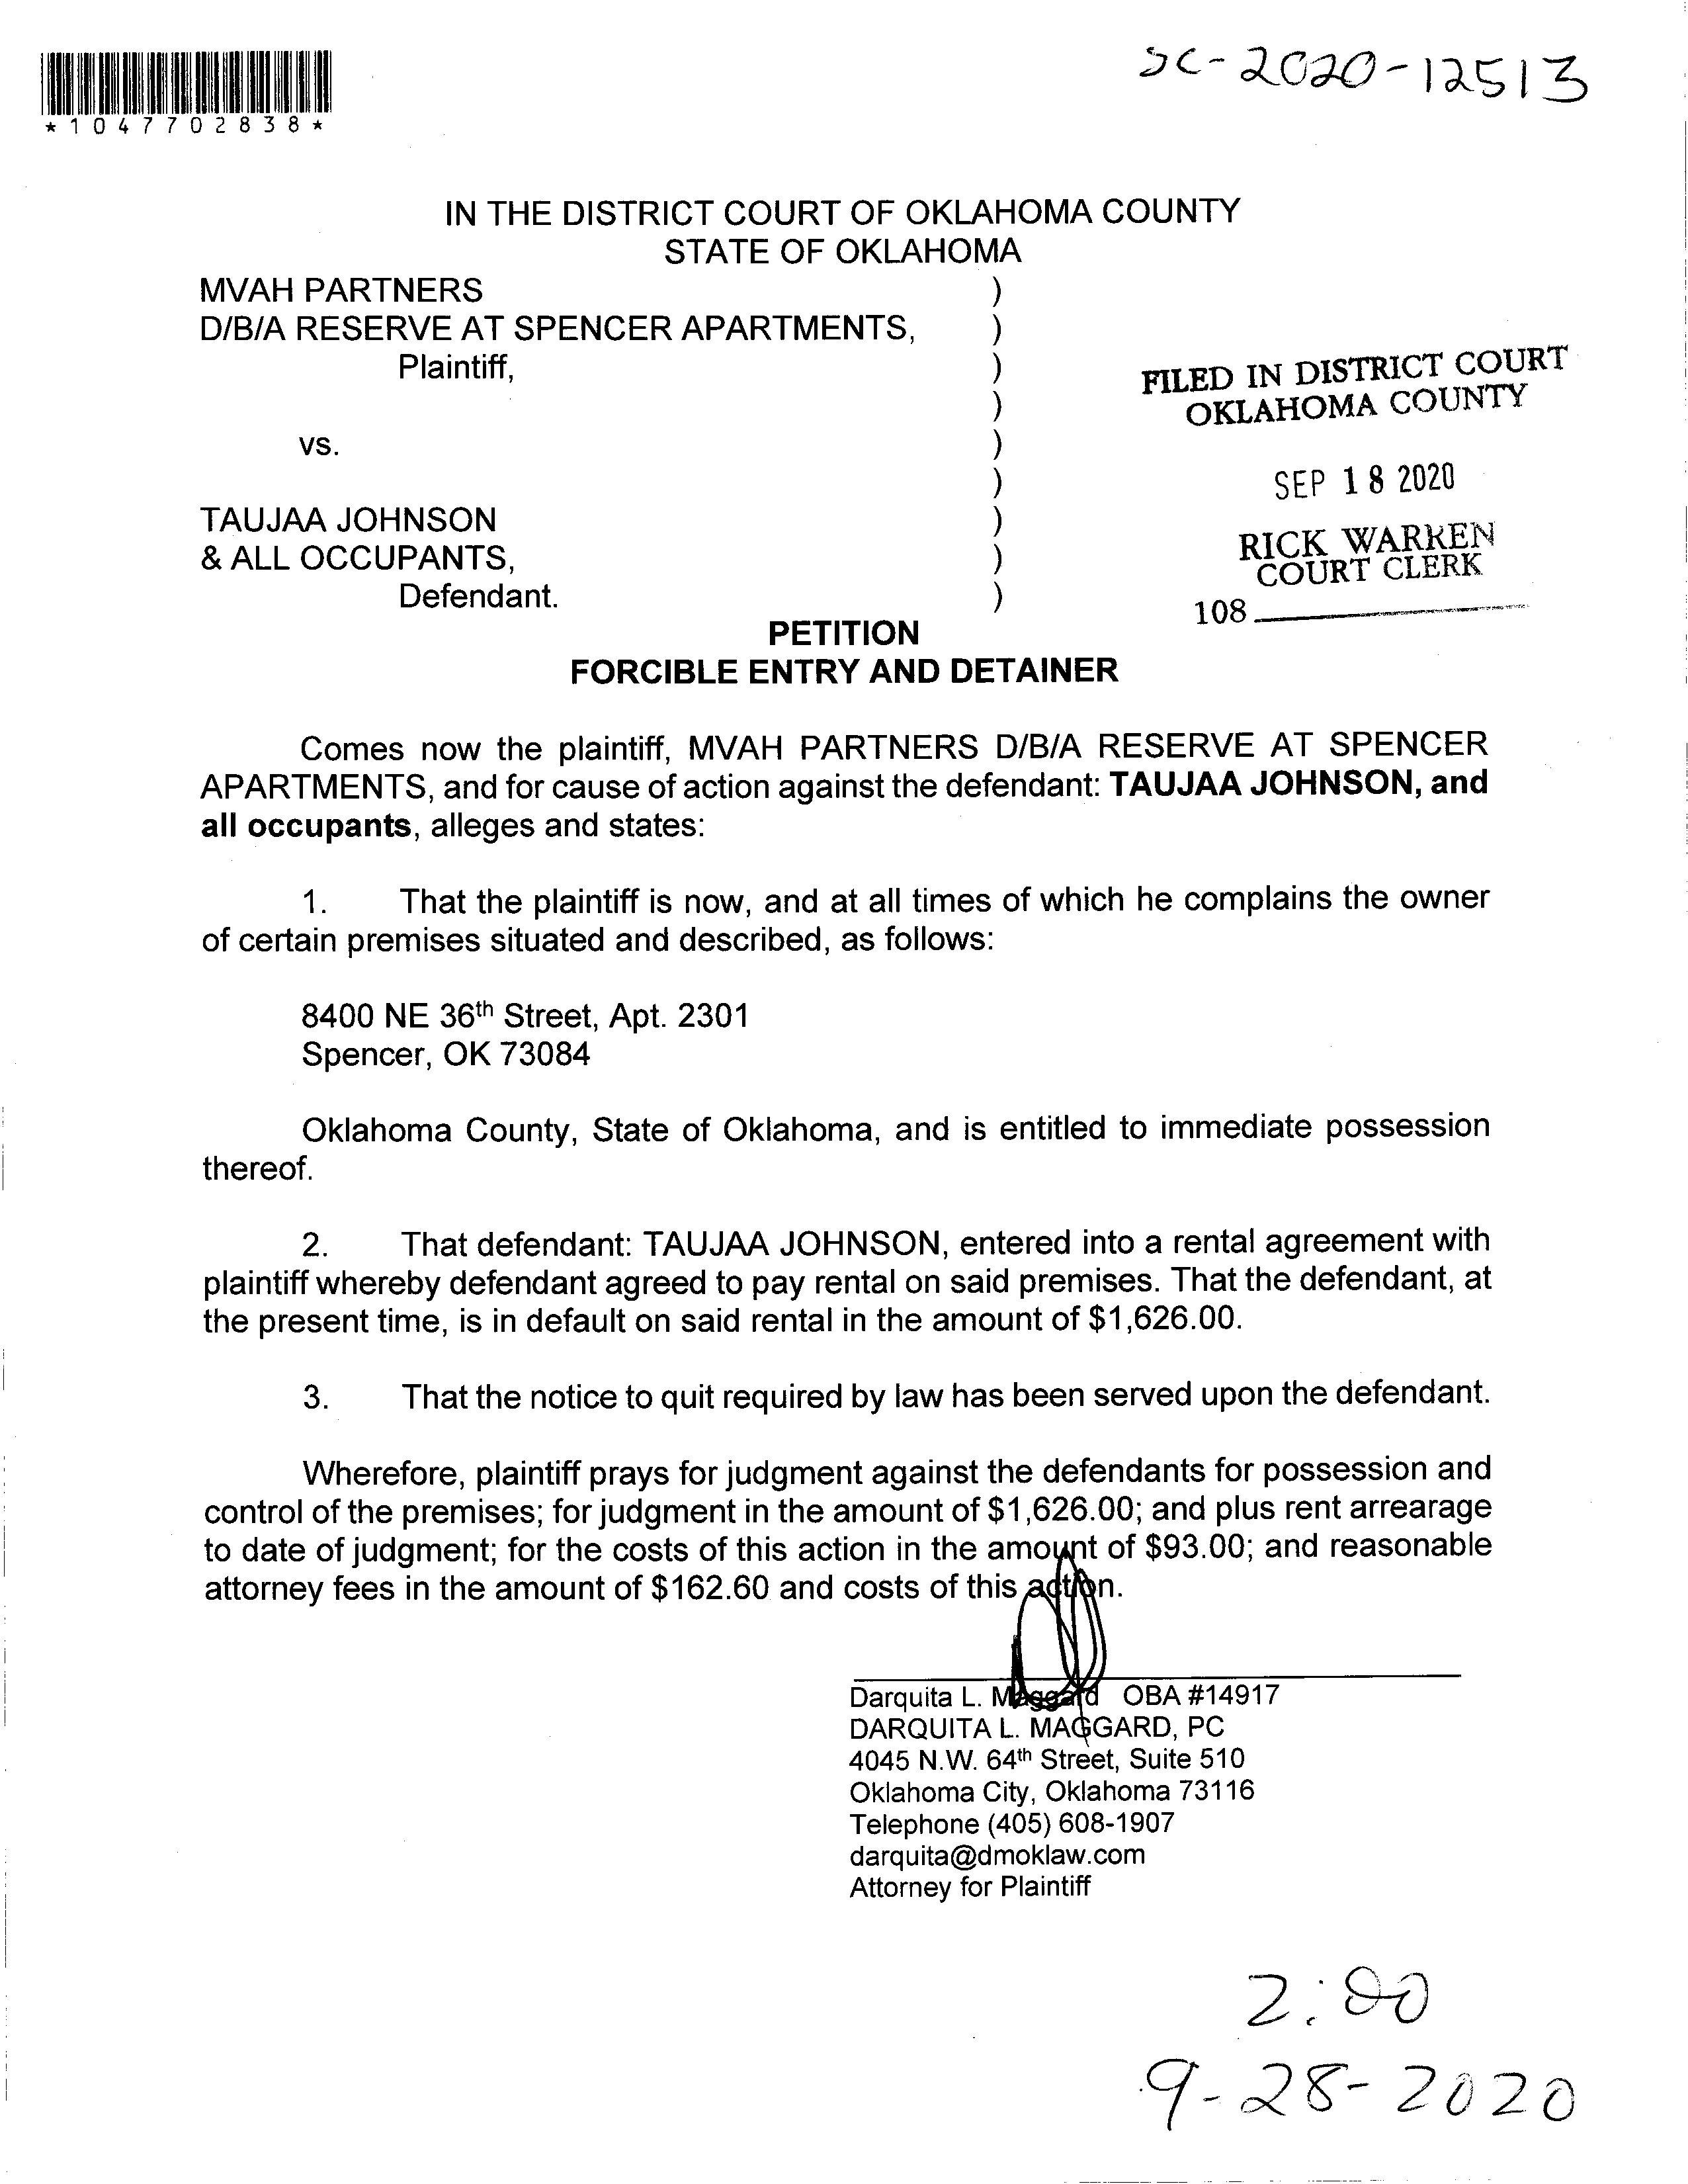 SC-2020-12513
*1047702838*
IN THE DISTRICT COURT OF OKLAHOMA COUNTY
STATE OF OKLAHOMA
MVAH PARTNERS )
D/B/A RESERVE AT SPENCER APARTMENTS, )
Plaintiff, )
)
vs. )
)
TAUJAA JOHNSON )
& ALL OCCUPANTS, )
Defendant. )
FILED IN DISTRICT COURT
OKLAHOMA COUNTY
SEP 18 2020
RICK WARREN
COURT CLERK
108
PETITION
FORCIBLE ENTRY AND DETAINER
Comes now the plaintiff, MVAH PARTNERS D/B/A RESERVE AT SPENCER
APARTMENTS, and for cause of action against the defendant: TAUJAA JOHNSON, and
all occupants, alleges and states:
1. That the plaintiff is now, and at all times of which he complains the owner
of certain premises situated and described, as follows:
8400 NE 36th Street, Apt. 2301
Spencer, OK 73084
Oklahoma County, State of Oklahoma, and is entitled to immediate possession
thereof.
2. That defendant: TAUJAA JOHNSON, entered into a rental agreement with
plaintiff whereby defendant agreed to pay rental on said premises. That the defendant, at
the present time, is in default on said rental in the amount of $1,626.00.
3. That the notice to quit required by law has been served upon the defendant.
Wherefore, plaintiff prays for judgment against the defendants for possession and
control of the premises; for judgment in the amount of $1,626.00; and plus rent arrearage
to date of judgment; for the costs of this action in the amount of $93.00; and reasonable
attorney fees in the amount of $162.60 and costs of this action.
Darquita L. Maggard OBA #14917
DARQUITA L. MAGGARD, PC
4045 N.W. 64th Street, Suite 510
Oklahoma City, Oklahoma 73116
Telephone (405) 608-1907
darquita@dmoklaw.com
Attorney for Plaintiff
2:00
9-28-2020